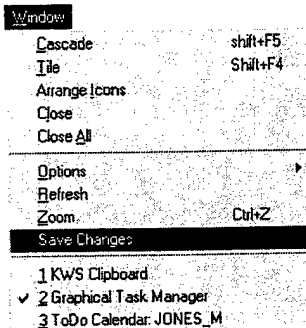 Window
Cascade shift+F5
Tile Shift+F4
Arrange Icons
Close
Close All
Options
Refresh
Zoom Ctrl+Z
Save Changes
1 KWS Clipboard
✓ 2 Graphical Task Manager
3 ToDo Calendar: JONES_M